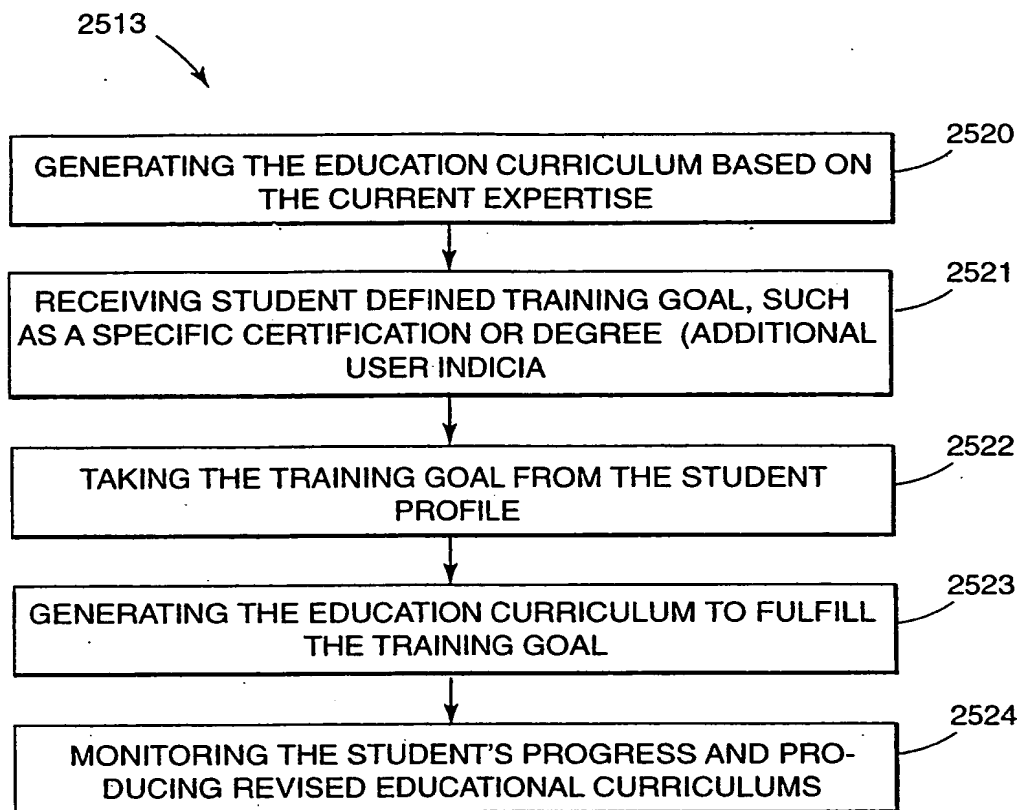 2513
2520
GENERATING THE EDUCATION CURRICULUM BASED ON
THE CURRENT EXPERTISE
2521
RECEIVING STUDENT DEFINED TRAINING GOAL, SUCH
AS A SPECIFIC CERTIFICATION OR DEGREE (ADDITIONAL
USER INDICIA
2522
TAKING THE TRAINING GOAL FROM THE STUDENT
PROFILE
2523
GENERATING THE EDUCATION CURRICULUM TO FULFILL
THE TRAINING GOAL
2524
MONITORING THE STUDENT'S PROGRESS AND PRO-
DUCING REVISED EDUCATIONAL CURRICULUMS